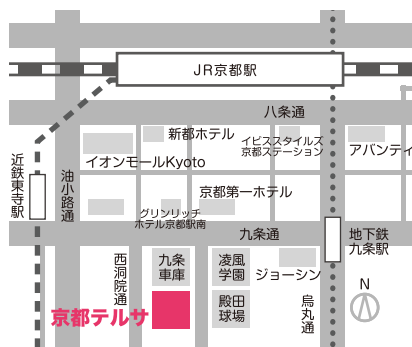 JR京都駅
八条通
新都ホテル
イビススタイルズ
京都ステーション
アバンティ
イオンモールKyoto
近鉄東寺駅
油小路通
京都第一ホテル
グリンリッチ
ホテル京都駅南
九条通
地下鉄
九条駅
西洞院通
九条
車庫
凌風
学園
ジョーシン
N
京都テルサ
殿田
球場
烏丸通